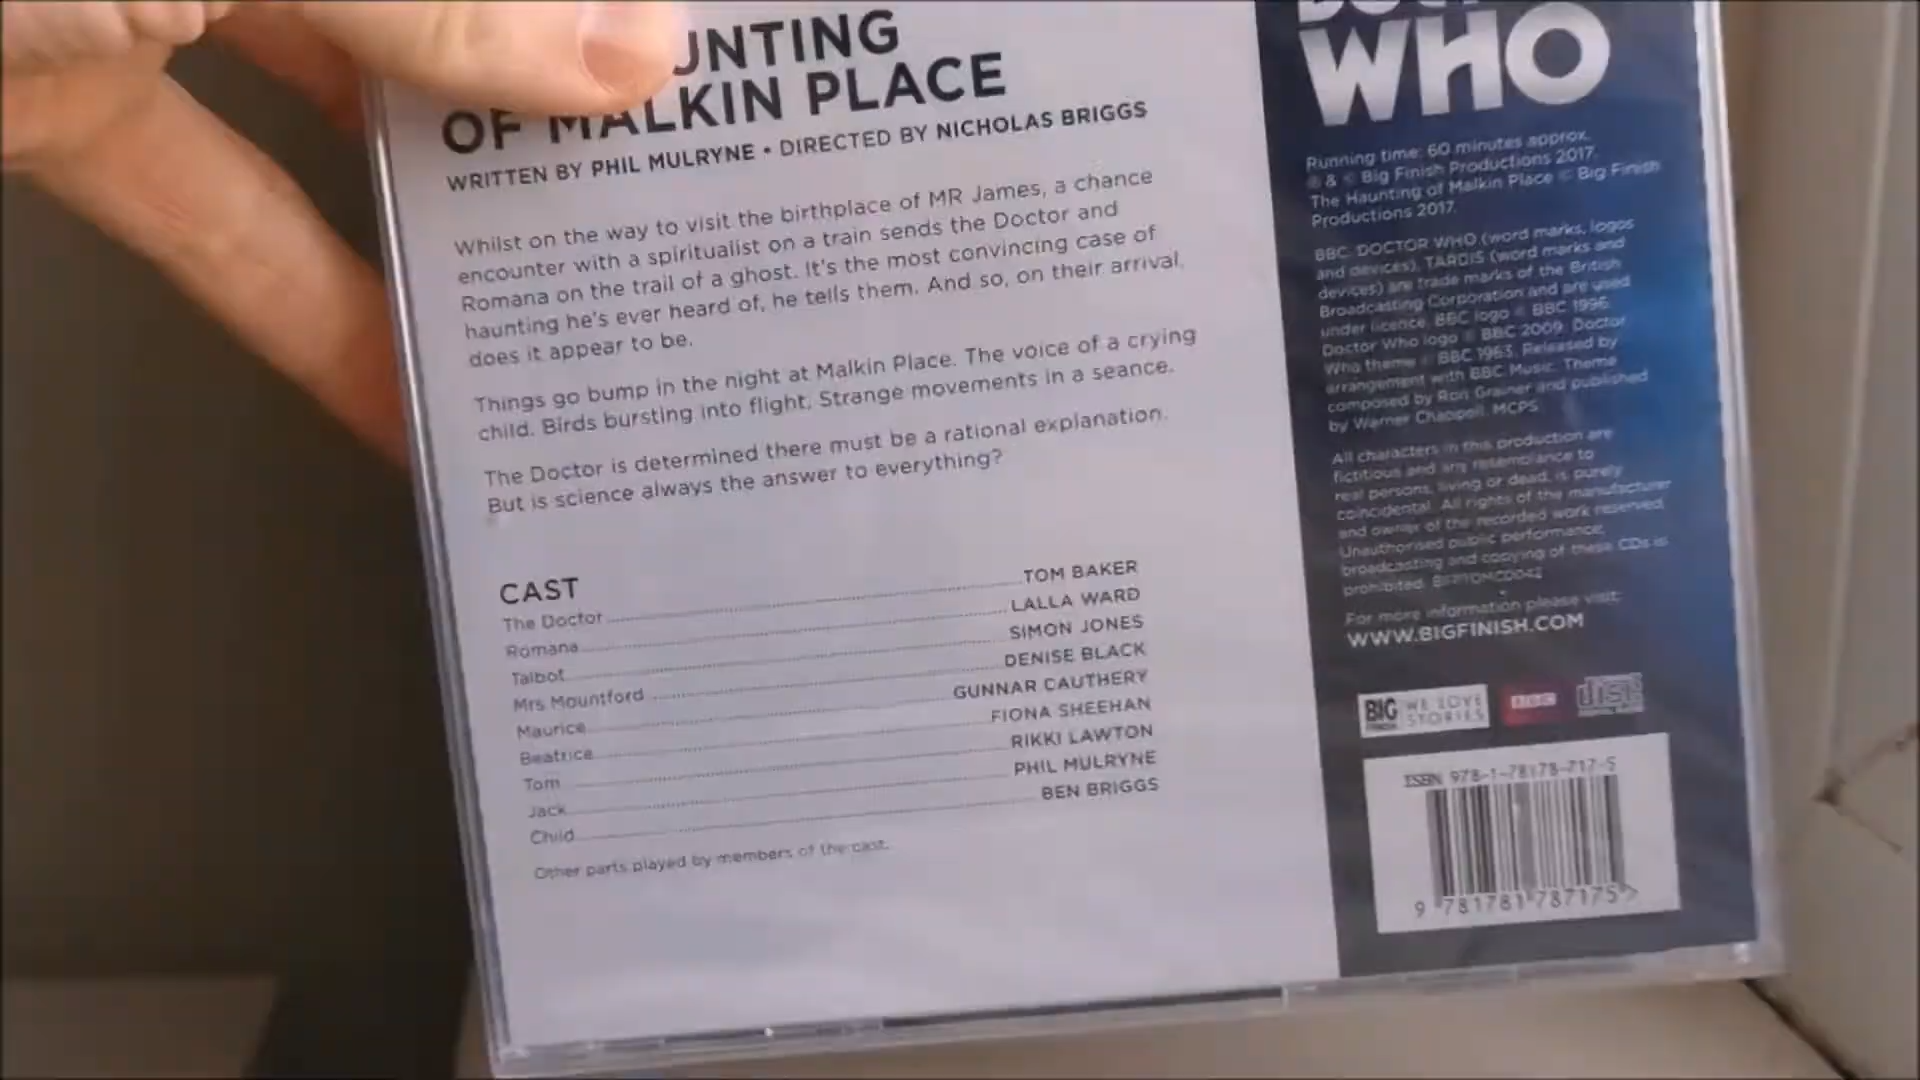 UNTING
OF MALKIN PLACE
WRITTEN BY PHIL MULRYNE • DIRECTED BY NICHOLAS BRIGGS
Whilst on the way to visit the birthplace of MR James, a chance
encounter with a spiritualist on a train sends the Doctor and
Romana on the trail of a ghost. It's the most convincing case of
haunting he's ever heard of, he tells them. And so, on their arrival,
does it appear to be.
Things go bump in the night at Malkin Place. The voice of a crying
child. Birds bursting into flight. Strange movements in a seance.
The Doctor is determined there must be a rational explanation.
But is science always the answer to everything?
CAST
The Doctor TOM BAKER
Romana LALLA WARD
Talbot SIMON JONES
Mrs Mountford DENISE BLACK
Maurice GUNNAR CAUTHERY
Beatrice FIONA SHEEHAN
Tom RIKKI LAWTON
Jack PHIL MULRYNE
Child BEN BRIGGS
Other parts played by members of the cast.
WHO
Running time: 60 minutes approx.
℗ & © Big Finish Productions 2017.
The Haunting of Malkin Place © Big Finish
Productions 2017.
BBC, DOCTOR WHO (word marks, logos
and devices), TARDIS (word marks and
devices) are trade marks of the British
Broadcasting Corporation and are used
under licence. BBC logo © BBC 1996.
Doctor Who logo © BBC 2009. Doctor
Who theme © BBC 1963. Released by
arrangement with BBC Music. Theme
composed by Ron Grainer and published
by Warner Chappell, MCPS
All characters in this production are
fictitious and any resemblance to
real persons, living or dead, is purely
coincidental. All rights of the manufacturer
and owner of the recorded work reserved.
Unauthorised public performance,
broadcasting and copying of these CDs is
prohibited.
For more information please visit:
WWW.BIGFINISH.COM
BIG FINISH WE LOVE STORIES
BBC
disc
ISBN 978-1-78178-717-5
9 781781 787175 >